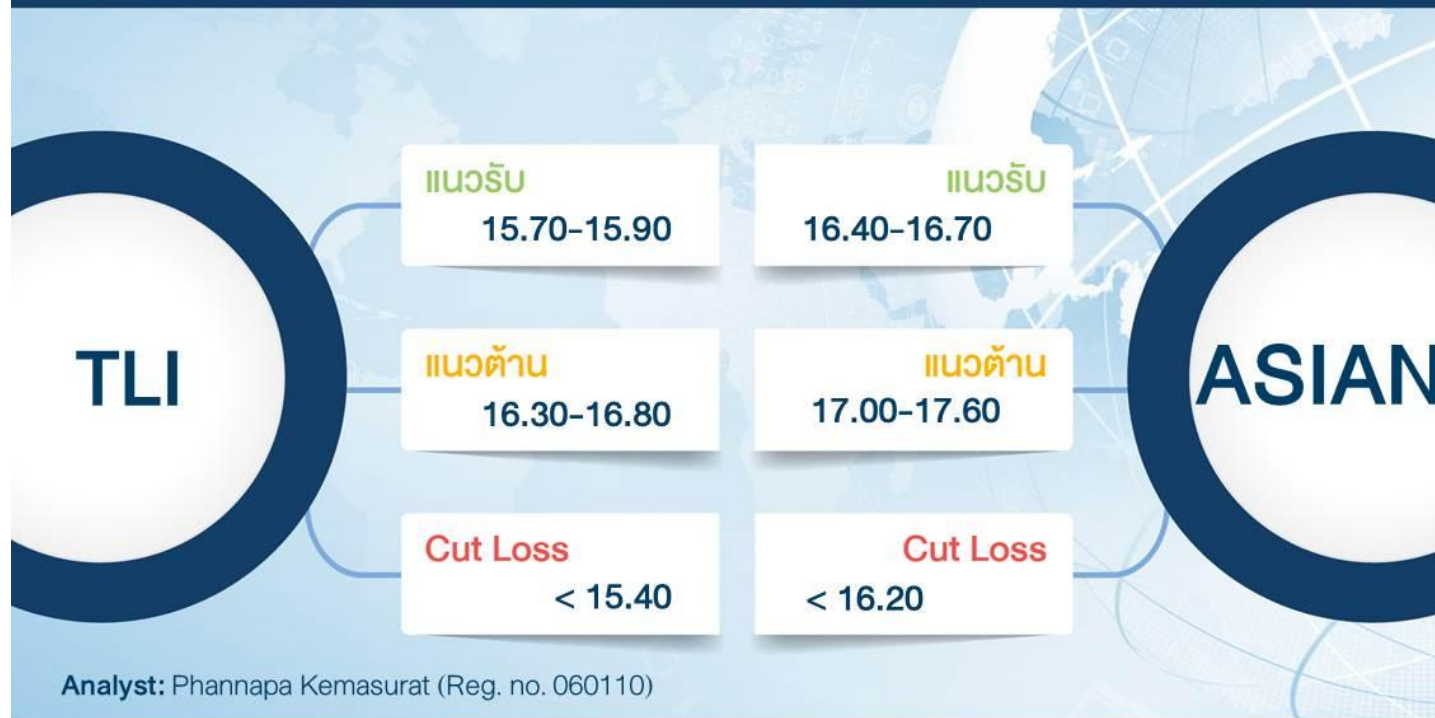 TLI
แนวรับ
15.70-15.90
แนวต้าน
16.30-16.80
Cut Loss
< 15.40
แนวรับ
16.40-16.70
แนวต้าน
17.00-17.60
Cut Loss
< 16.20
ASIAN
Analyst: Phannapa Kemasurat (Reg. no. 060110)